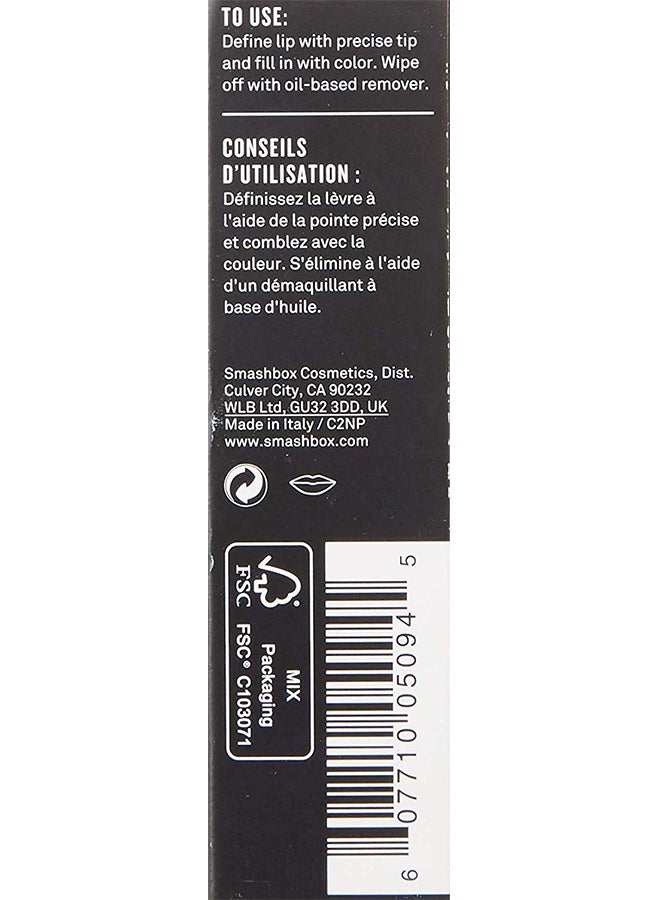 TO USE:
Define lip with precise tip
and fill in with color. Wipe
off with oil-based remover.
CONSEILS
D'UTILISATION :
Définissez la lèvre à
l'aide de la pointe précise
et comblez avec la
couleur. S'élimine à l'aide
d'un démaquillant à
base d'huile.
Smashbox Cosmetics, Dist.
Culver City, CA 90232
WLB Ltd, GU32 3DD, UK
Made in Italy / C2NP
www.smashbox.com
FSC
MIX
Packaging
FSC® C103071
6 07710 05094 5